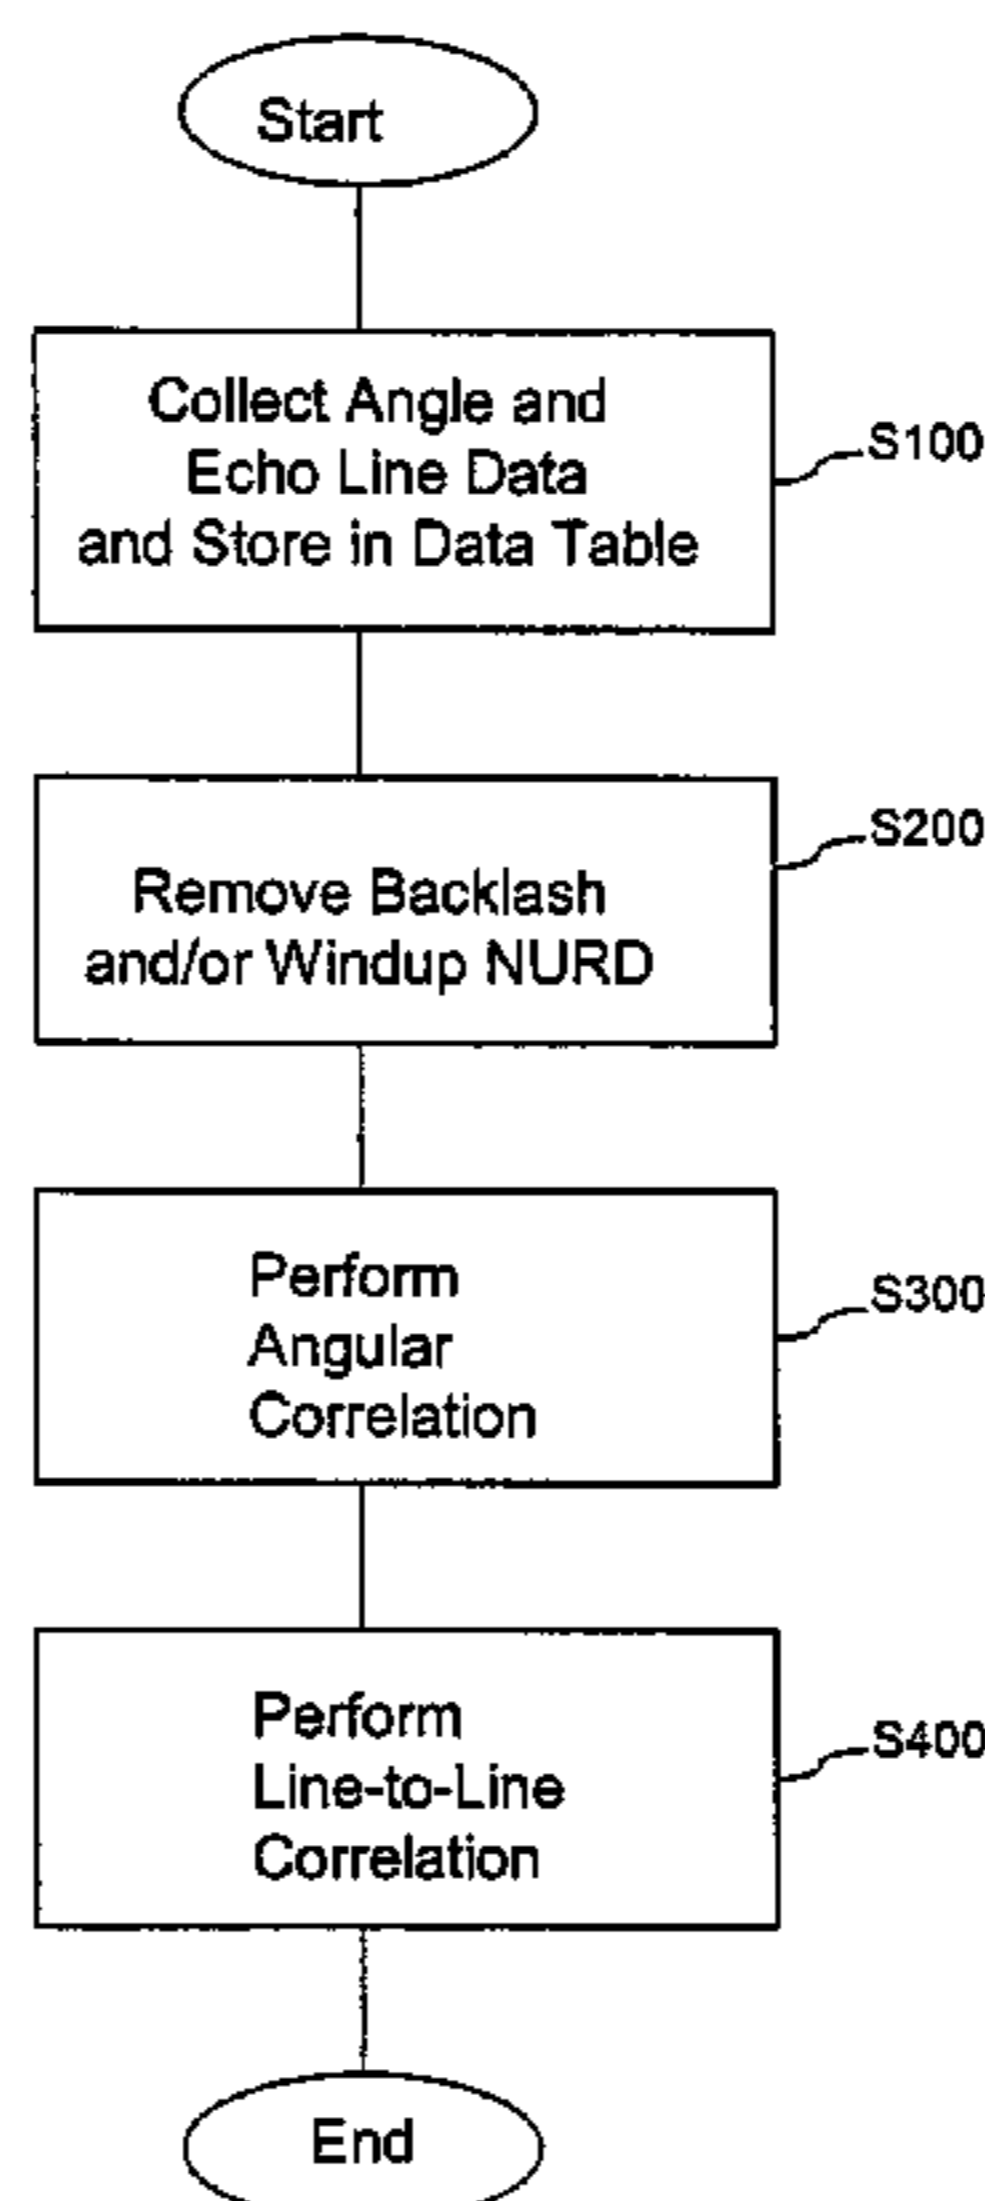 Start
Collect Angle and
Echo Line Data
and Store in Data Table
S100
Remove Backlash
and/or Windup NURD
S200
Perform
Angular
Correlation
S300
Perform
Line-to-Line
Correlation
S400
End